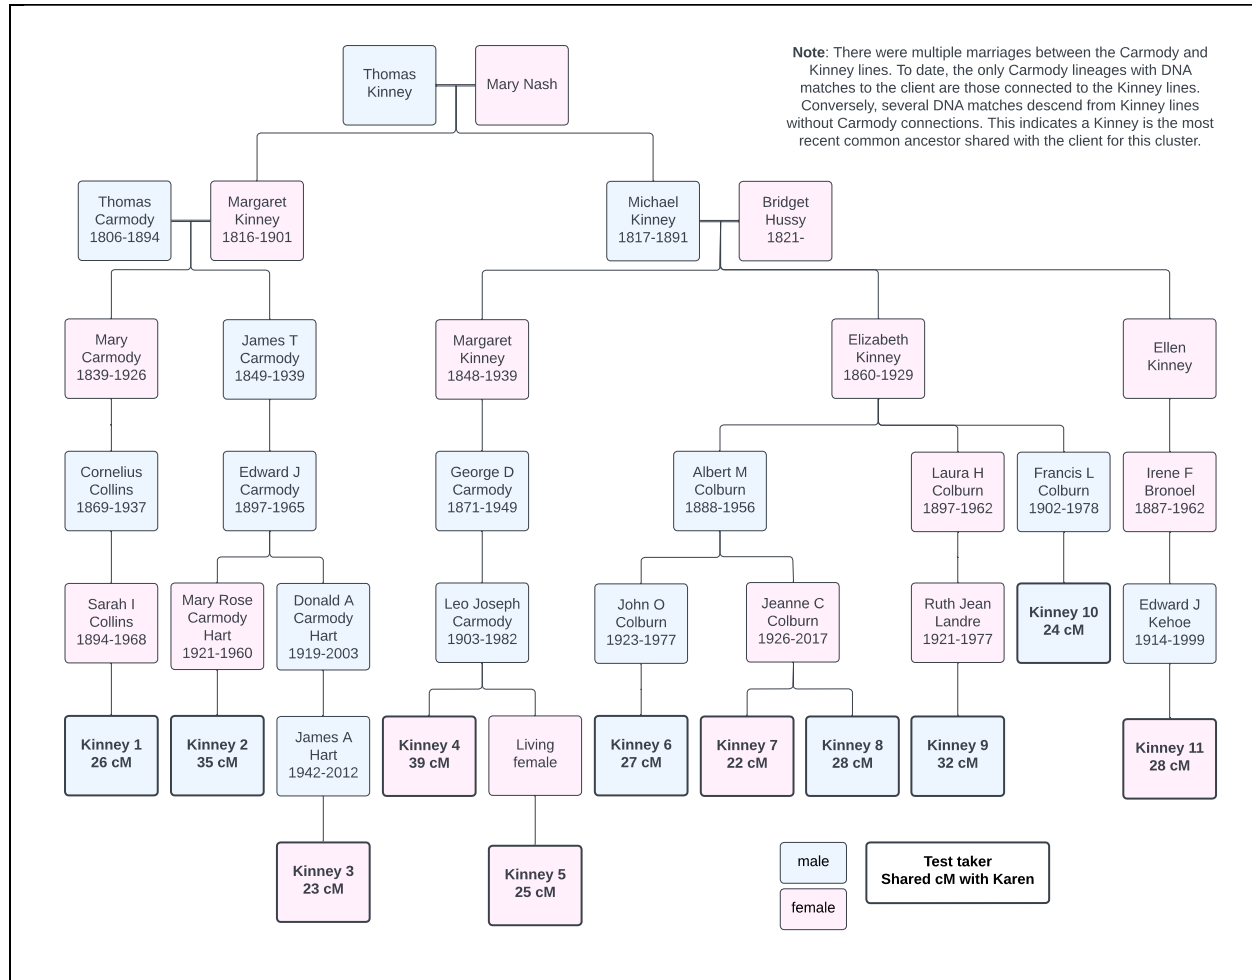 Thomas
Kinney
Mary Nash
Note: There were multiple marriages between the Carmody and
Kinney lines. To date, the only Carmody lineages with DNA
matches to the client are those connected to the Kinney lines.
Conversely, several DNA matches descend from Kinney lines
without Carmody connections. This indicates a Kinney is the most
recent common ancestor shared with the client for this cluster.
Thomas
Carmody
1806-1894
Margaret
Kinney
1816-1901
Michael
Kinney
1817-1891
Bridget
Hussy
1821-
Mary
Carmody
1839-1926
James T
Carmody
1849-1939
Margaret
Kinney
1848-1939
Elizabeth
Kinney
1860-1929
Ellen
Kinney
Cornelius
Collins
1869-1937
Edward J
Carmody
1897-1965
George D
Carmody
1871-1949
Albert M
Colburn
1888-1956
Laura H
Colburn
1897-1962
Francis L
Colburn
1902-1978
Irene F
Bronoel
1887-1962
Sarah I
Collins
1894-1968
Mary Rose
Carmody
Hart
1921-1960
Donald A
Carmody
Hart
1919-2003
Leo Joseph
Carmody
1903-1982
John O
Colburn
1923-1977
Jeanne C
Colburn
1926-2017
Ruth Jean
Landre
1921-1977
Kinney 10
24 cM
Edward J
Kehoe
1914-1999
Kinney 1
26 cM
Kinney 2
35 cM
James A
Hart
1942-2012
Kinney 4
39 cM
Living
female
Kinney 6
27 cM
Kinney 7
22 cM
Kinney 8
28 cM
Kinney 9
32 cM
Kinney 11
28 cM
Kinney 3
23 cM
Kinney 5
25 cM
male
female
Test taker
Shared cM with Karen